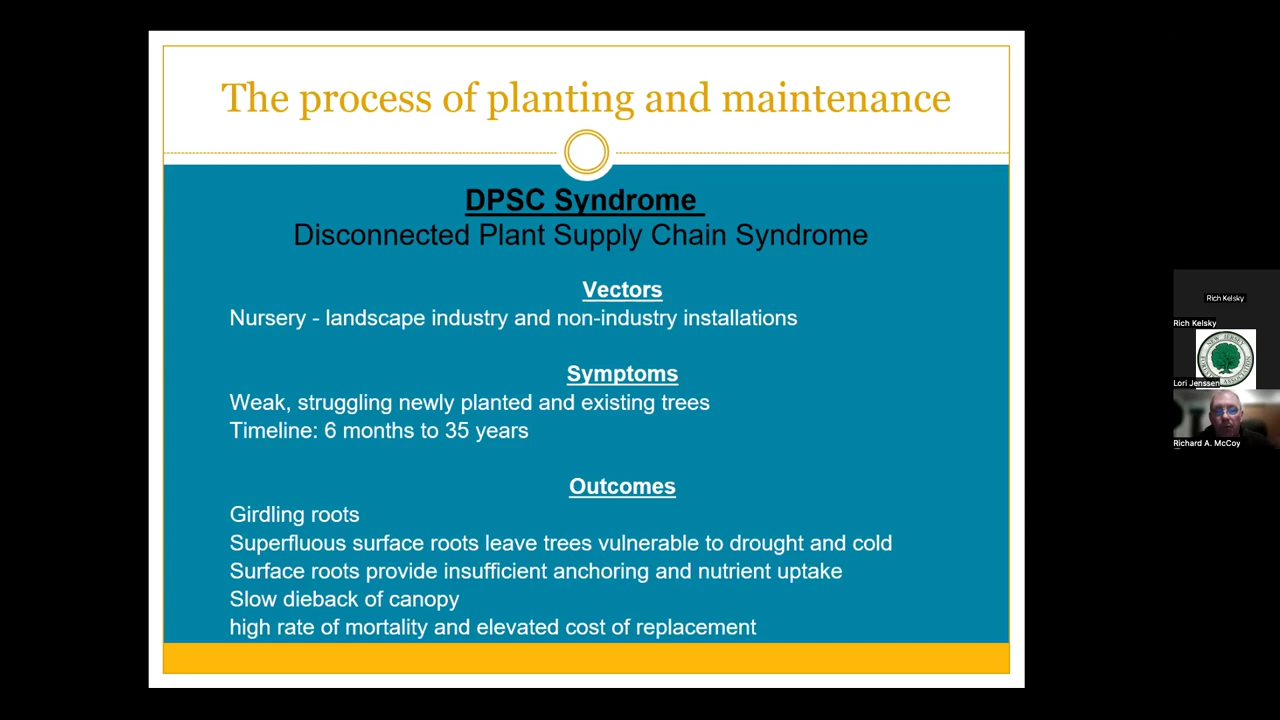 The process of planting and maintenance
DPSC Syndrome
Disconnected Plant Supply Chain Syndrome
Vectors
Nursery - landscape industry and non-industry installations
Symptoms
Weak, struggling newly planted and existing trees
Timeline: 6 months to 35 years
Outcomes
Girdling roots
Superfluous surface roots leave trees vulnerable to drought and cold
Surface roots provide insufficient anchoring and nutrient uptake
Slow dieback of canopy
high rate of mortality and elevated cost of replacement
Rich Kelsky
Rich Kelsky
NEW JERSEY
Lori Jenssen
Richard A. McCoy